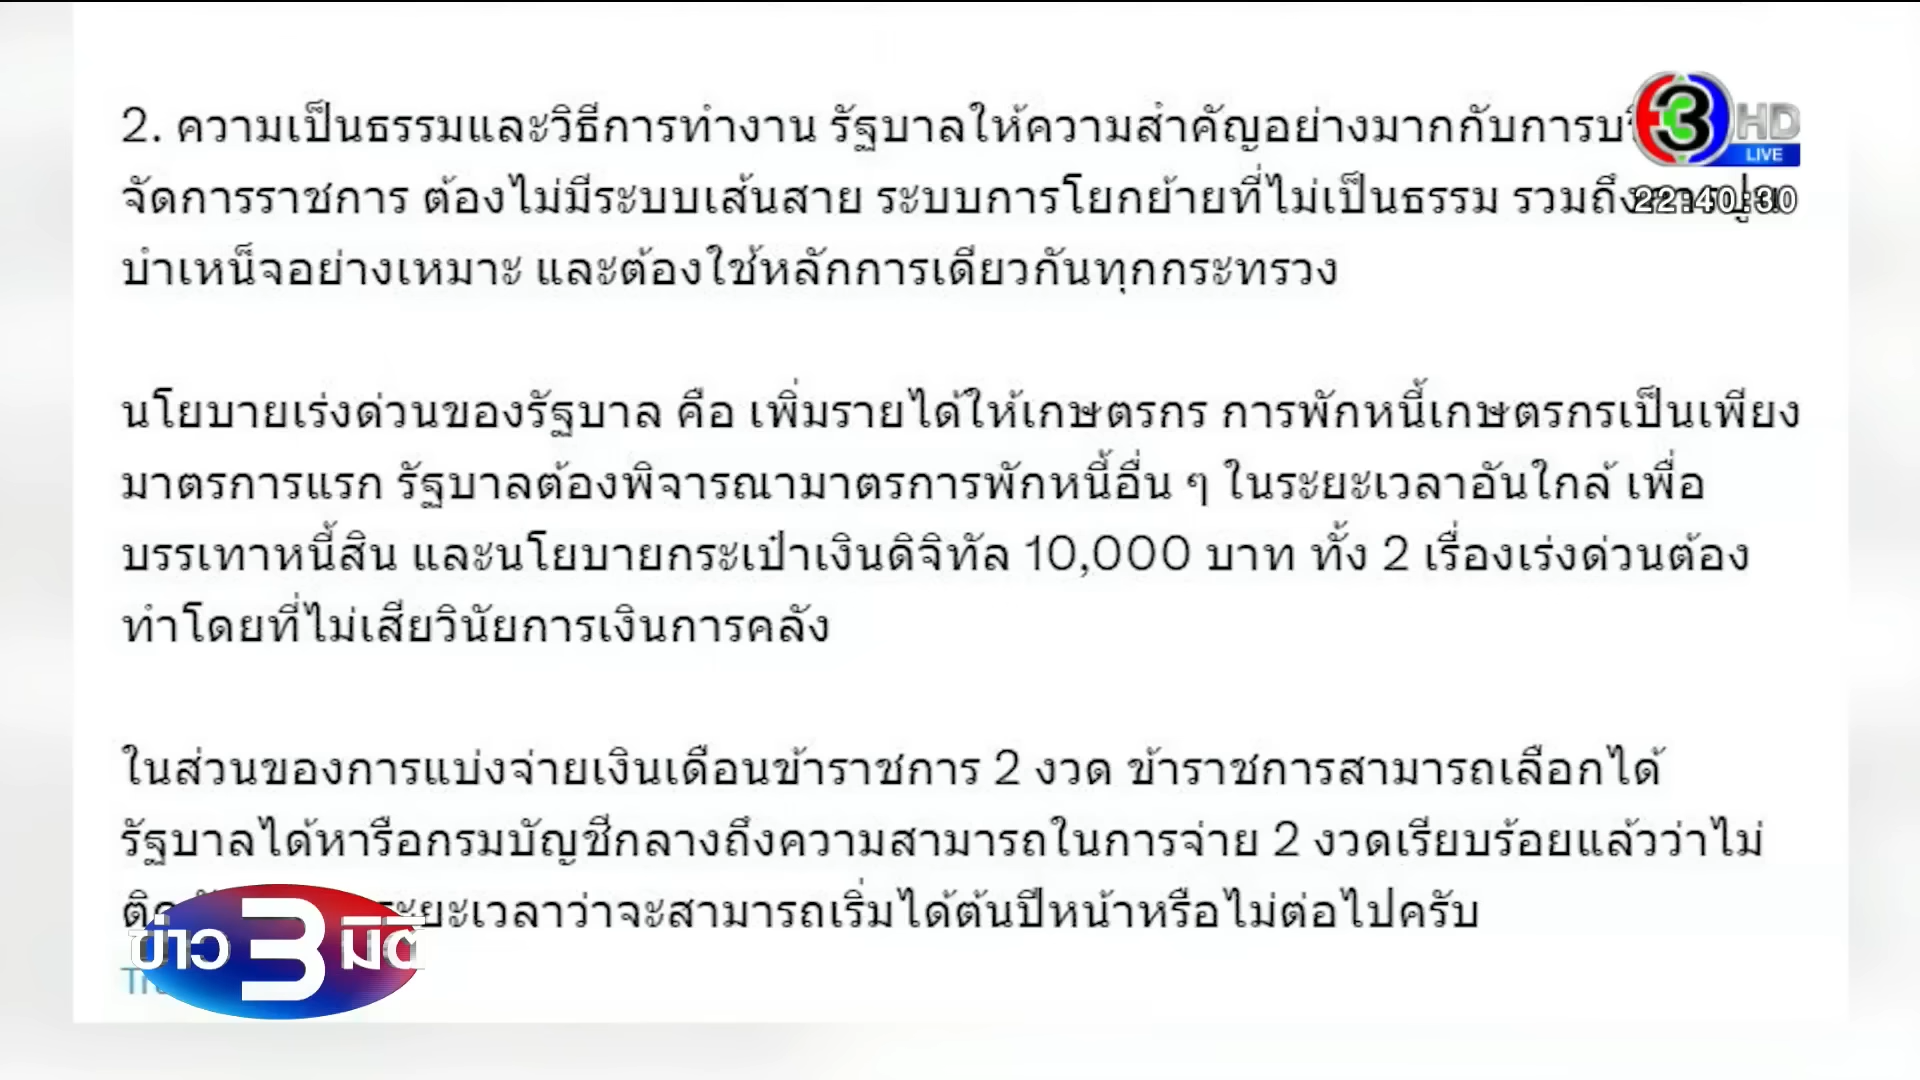 2. ความเป็นธรรมและวิธีการทำงาน รัฐบาลให้ความสำคัญอย่างมากกับการ
3 HD
LIVE
จัดการราชการ ต้องไม่มีระบบเส้นสาย ระบบการโยกย้ายที่ไม่เป็นธรรม รวมถึง
22:40:30
บำเหน็จอย่างเหมาะ และต้องใช้หลักการเดียวกันทุกกระทรวง
นโยบายเร่งด่วนของรัฐบาล คือ เพิ่มรายได้ให้เกษตรกร การพักหนี้เกษตรกรเป็นเพียง
มาตรการแรก รัฐบาลต้องพิจารณามาตรการพักหนี้อื่น ๆ ในระยะเวลาอันใกล้ เพื่อ
บรรเทาหนี้สิน และนโยบายกระเป๋าเงินดิจิทัล 10,000 บาท ทั้ง 2 เรื่องเร่งด่วนต้อง
ทำโดยที่ไม่เสียวินัยการเงินการคลัง
ในส่วนของการแบ่งจ่ายเงินเดือนข้าราชการ 2 งวด ข้าราชการสามารถเลือกได้
รัฐบาลได้หารือกรมบัญชีกลางถึงความสามารถในการจ่าย 2 งวดเรียบร้อยแล้วว่าไม่
ระยะเวลาว่าจะสามารถเริ่มได้ต้นปีหน้าหรือไม่ต่อไปครับ
ข่าว 3 มิติ